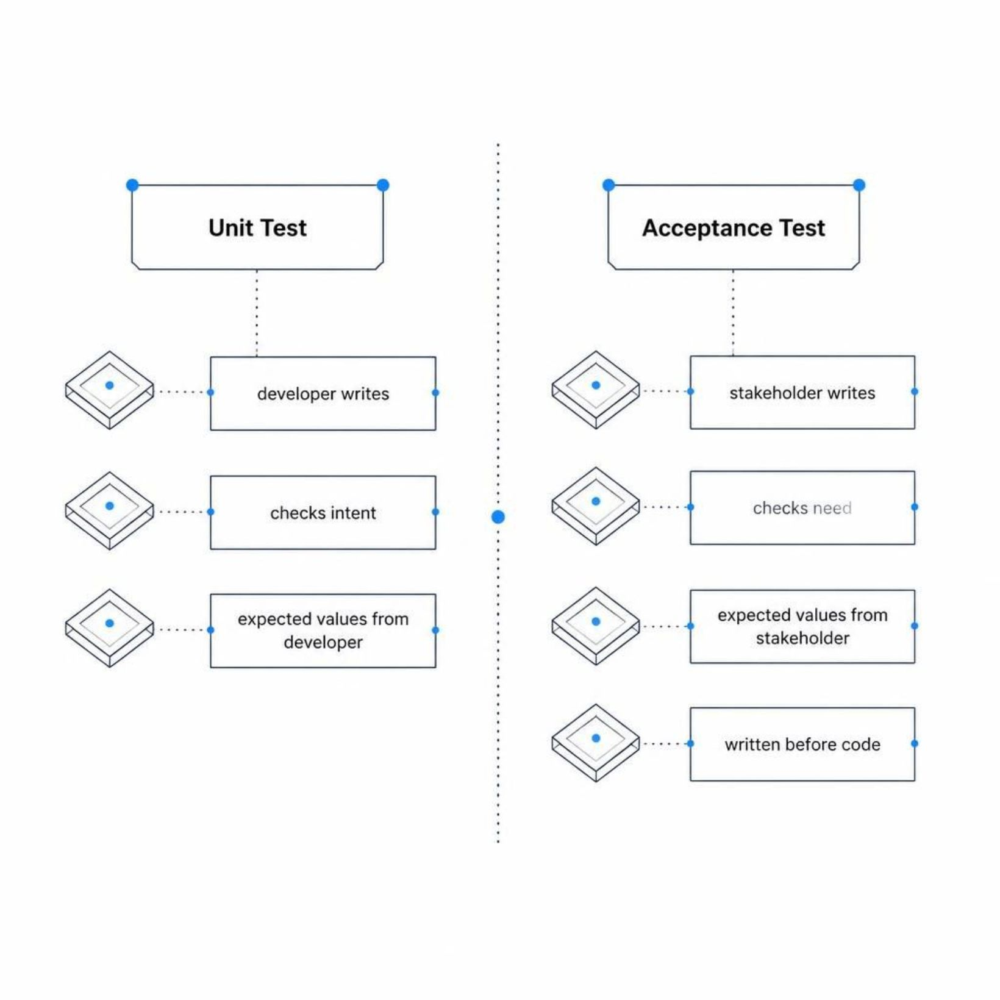 Unit Test
developer writes
checks intent
expected values from
developer
Acceptance Test
stakeholder writes
checks need
expected values from
stakeholder
written before code